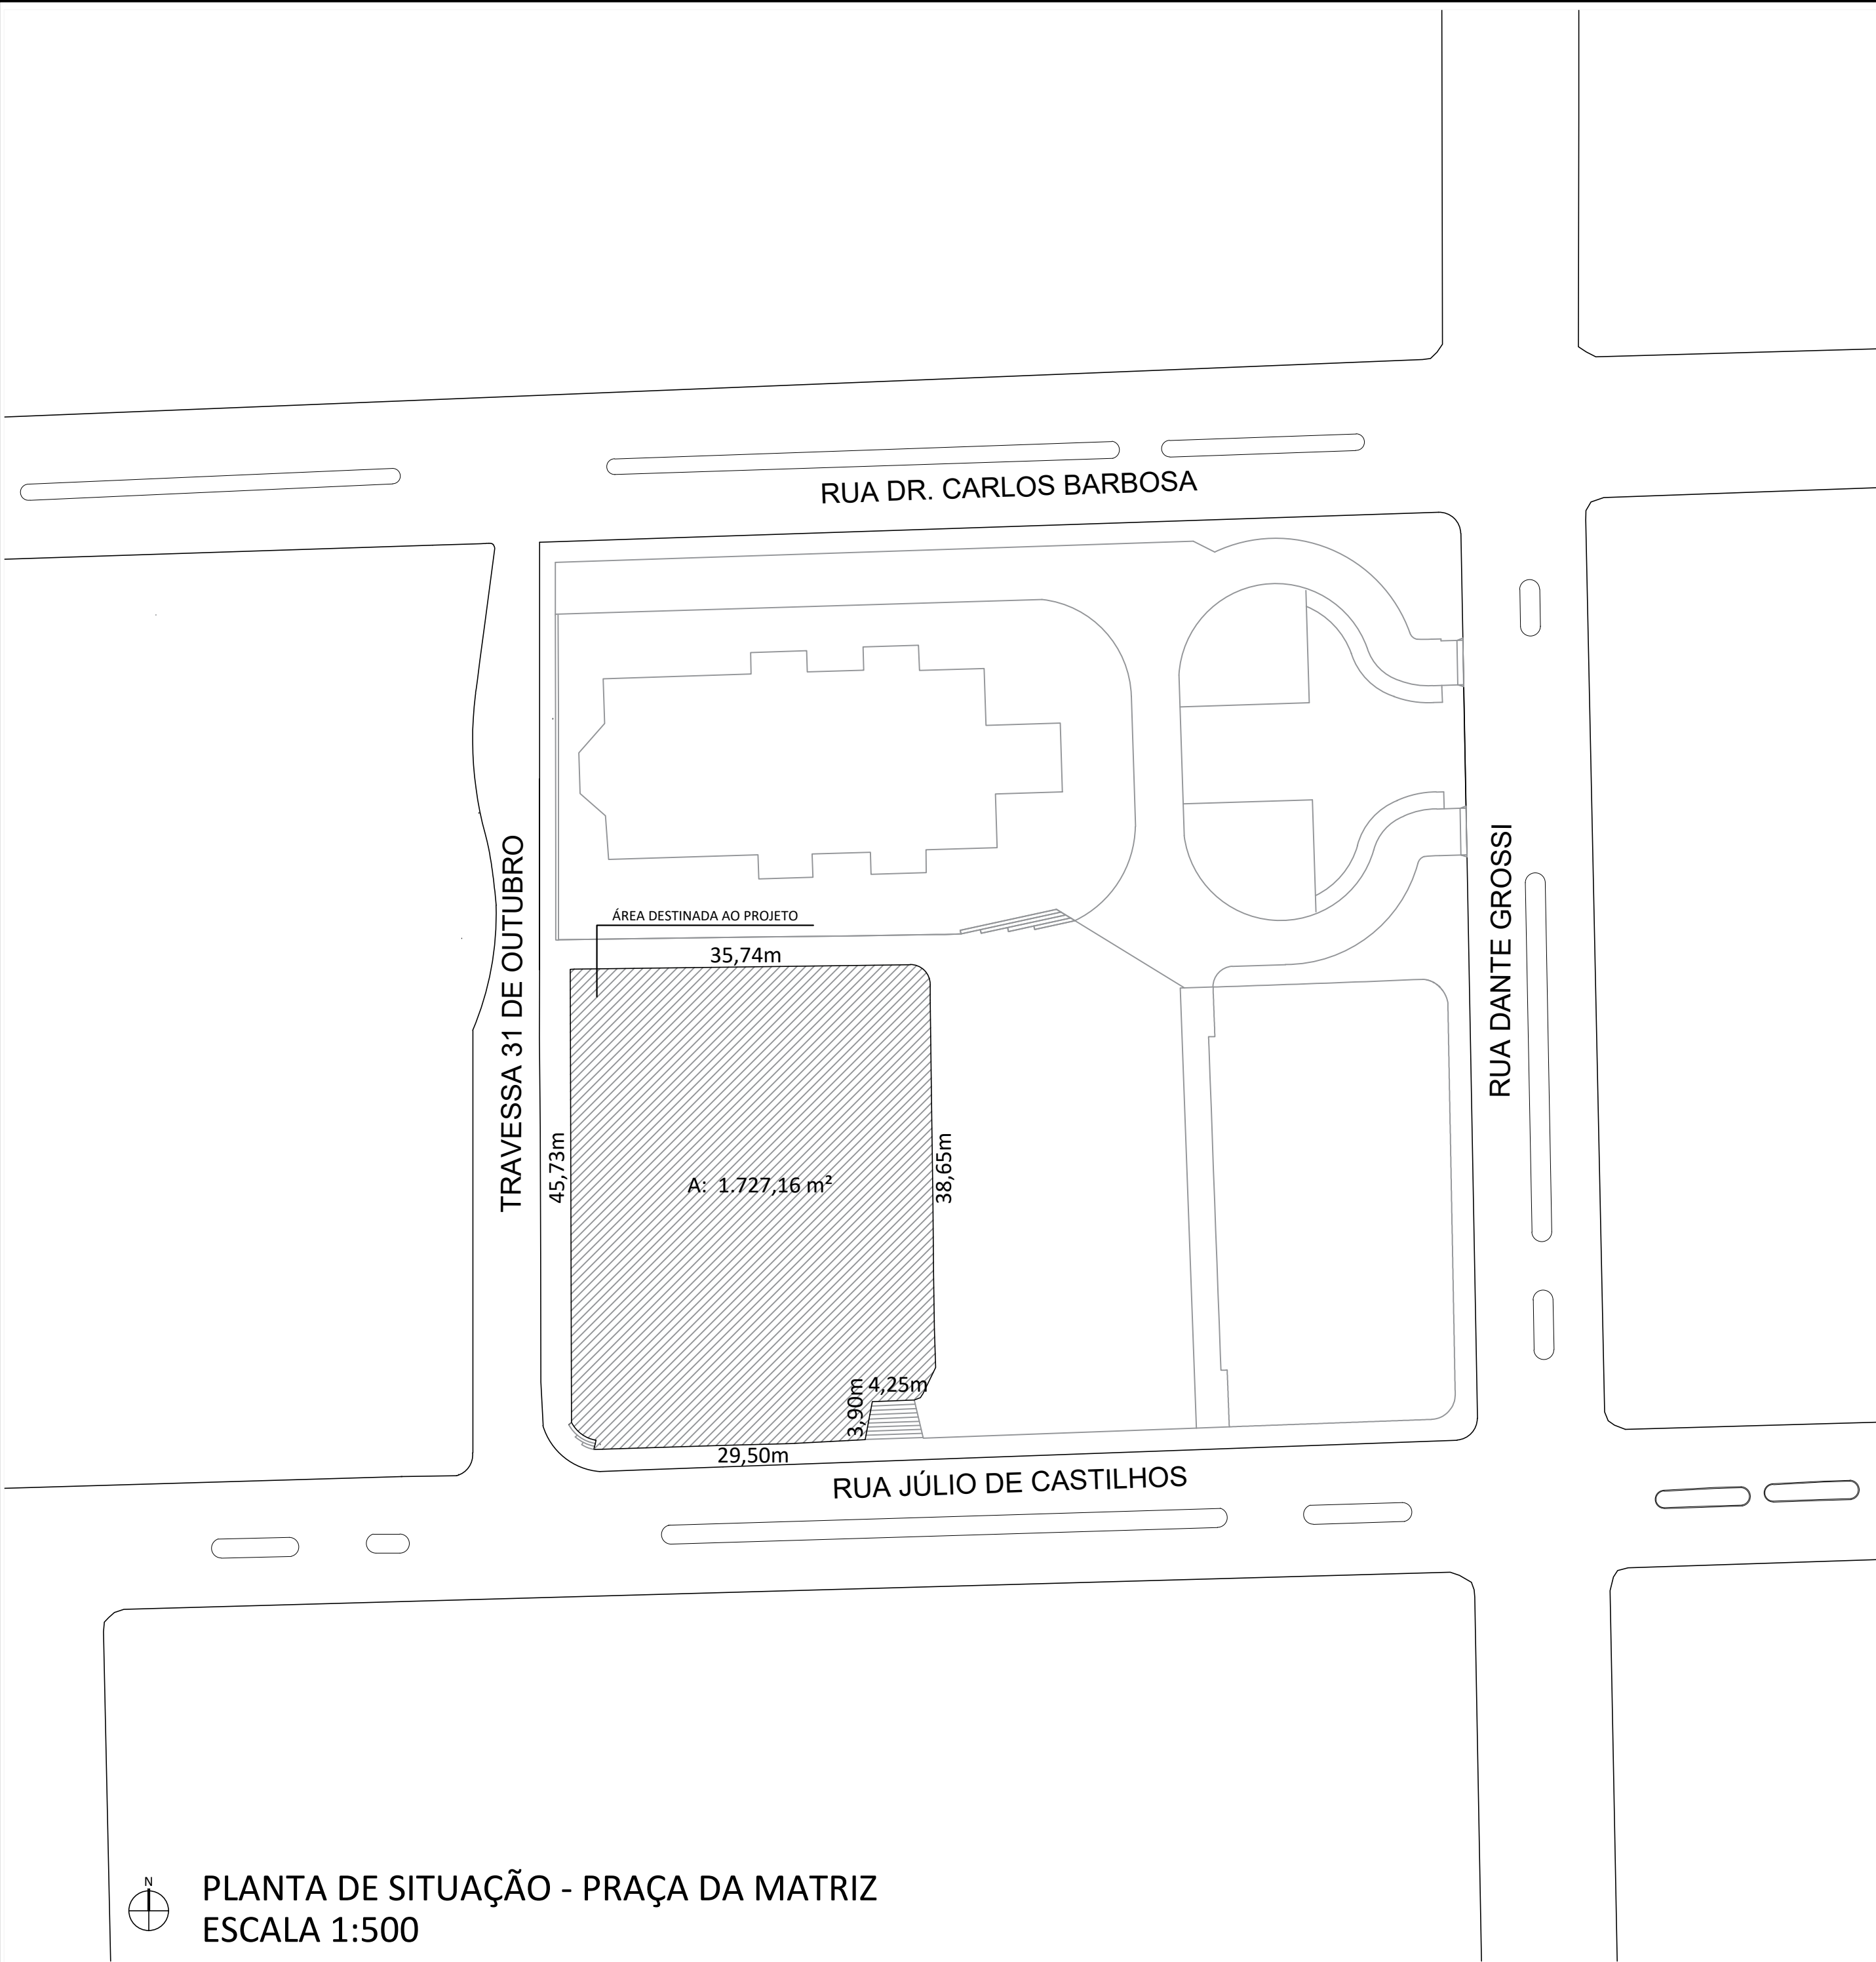 RUA DR. CARLOS BARBOSA
TRAVESSA 31 DE OUTUBRO
RUA DANTE GROSSI
ÁREA DESTINADA AO PROJETO
35,74m
45,73m
A: 1.727,16 m²
38,65m
4,25m
3,90m
29,50m
RUA JÚLIO DE CASTILHOS
N
PLANTA DE SITUAÇÃO - PRAÇA DA MATRIZ
ESCALA 1:500